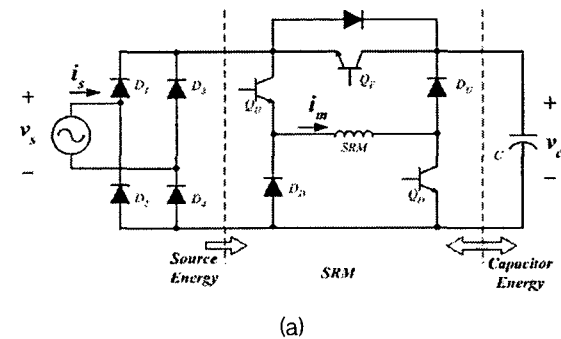 i_s
D_1
D_3
Q_F
D_U
Q_U
i_m
+
v_s
−
SRM
C
+
v_c
−
D_2
D_4
D_D
Q_D
Source
Energy
SRM
Capacitor
Energy
(a)